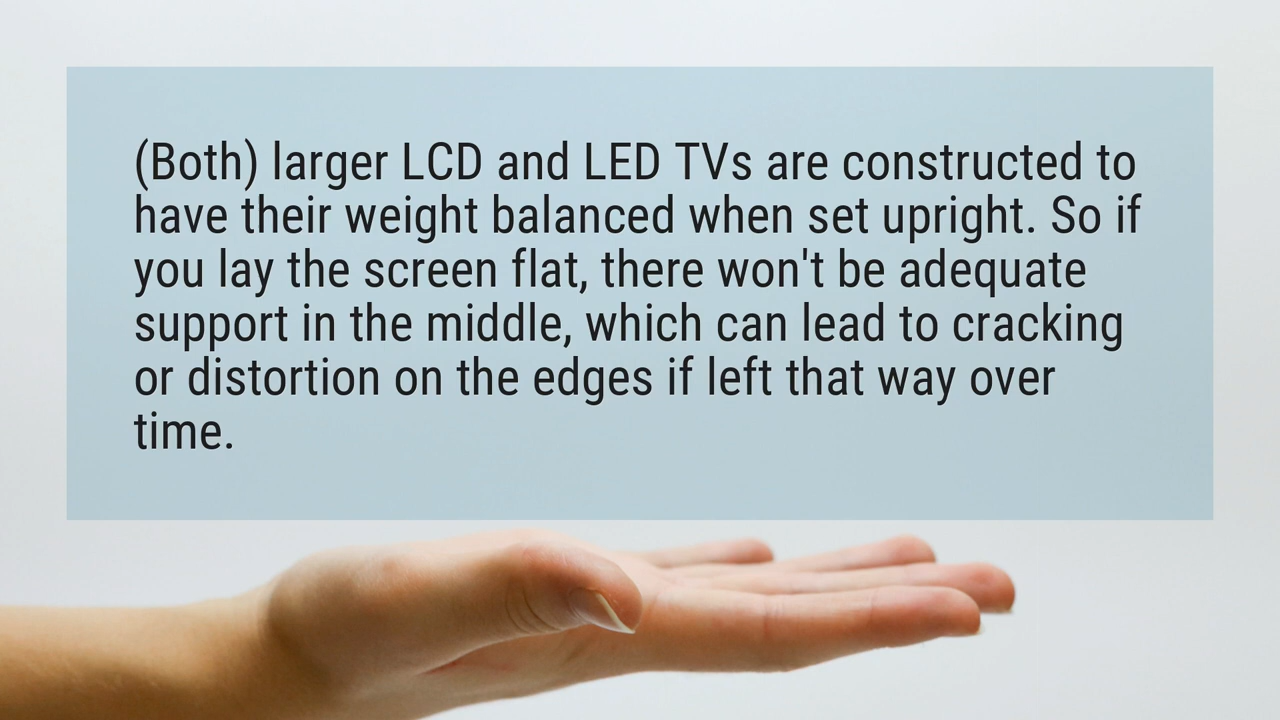 (Both) larger LCD and LED TVs are constructed to
have their weight balanced when set upright. So if
you lay the screen flat, there won't be adequate
support in the middle, which can lead to cracking
or distortion on the edges if left that way over
time.